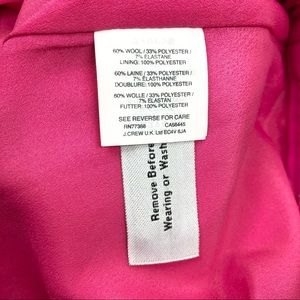 60% WOOL / 33% POLYESTER /
7% ELASTANE
LINING: 100% POLYESTER
60% LAINE / 33% POLYESTER /
7% ÉLASTHANNE
DOUBLURE: 100% POLYESTER
60% WOLLE / 33% POLYESTER /
7% ELASTAN
FUTTER: 100% POLYESTER
SEE REVERSE FOR CARE
RN77388 CA58445
J.CREW U.K. Ltd EC4V 6JA
Remove Before
Wearing or Wash